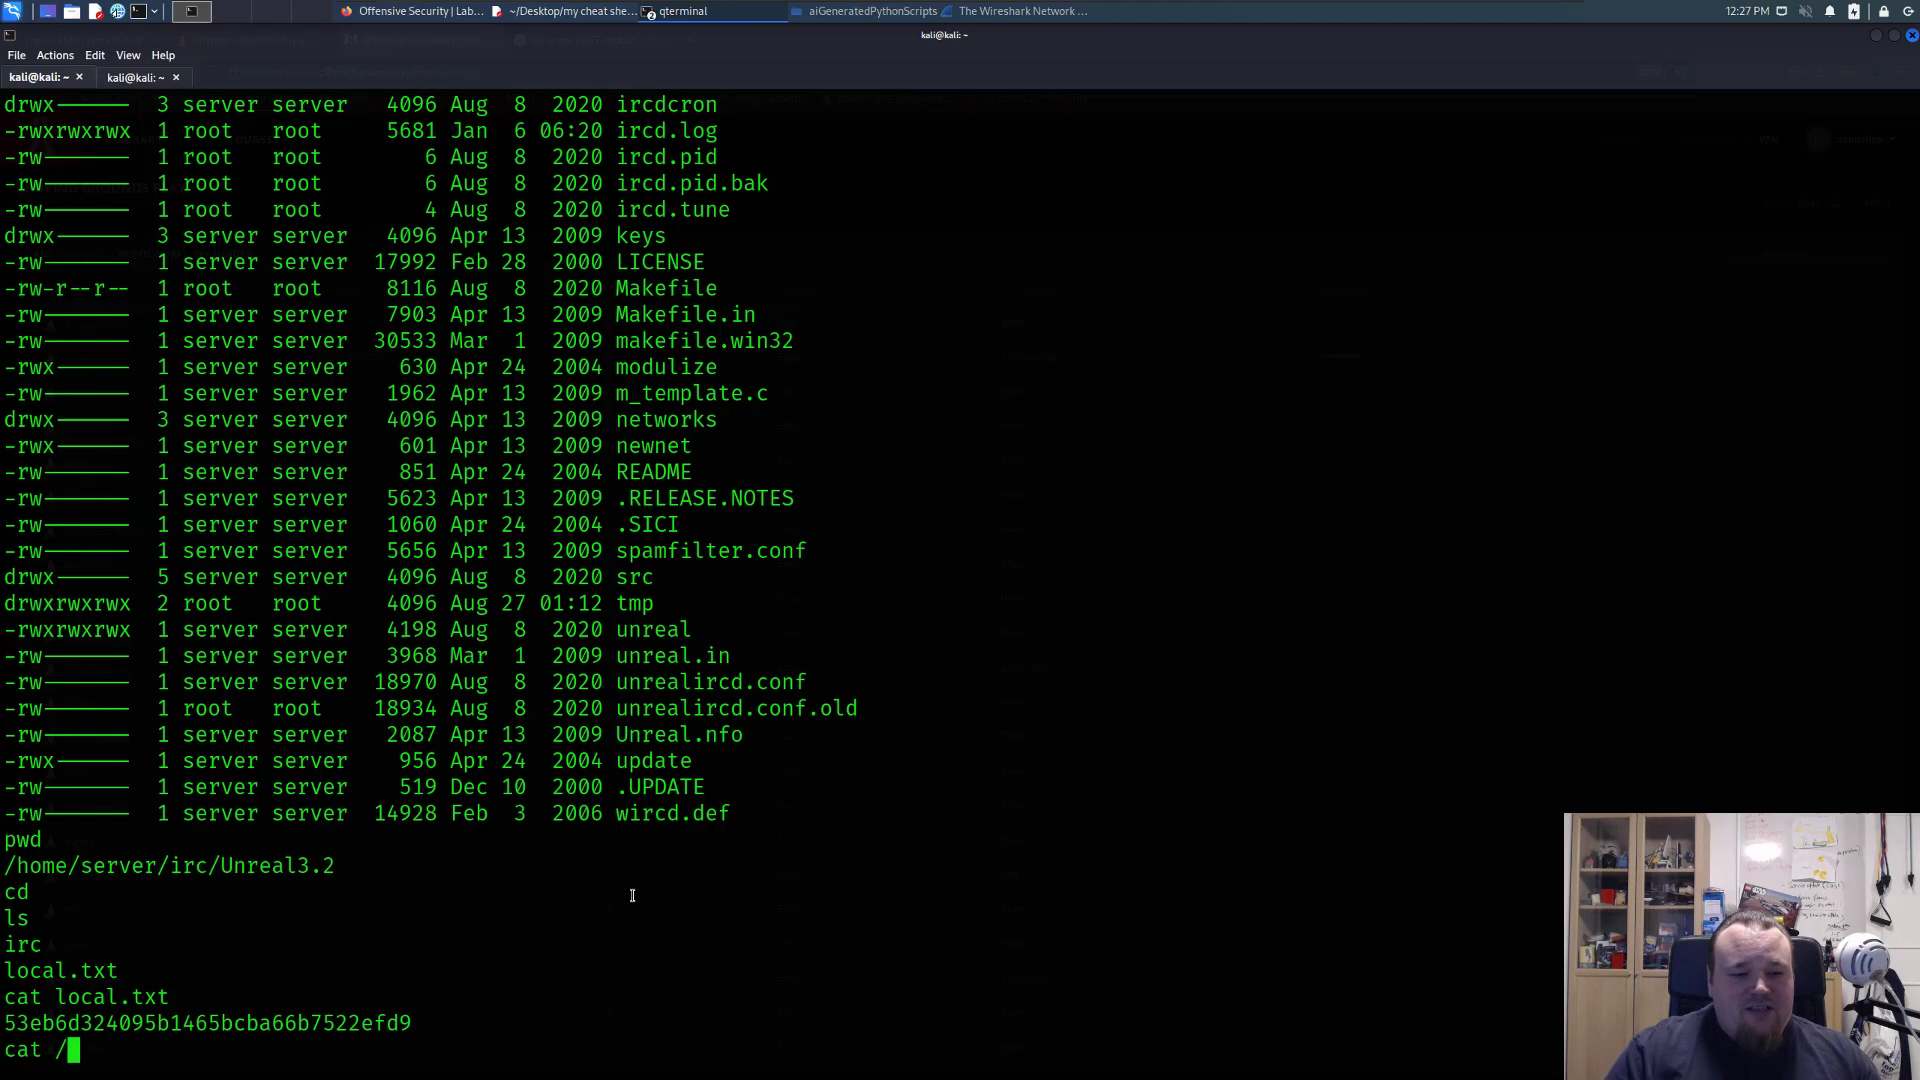 Offensive Security | Lab... ~/Desktop/my cheat she... qterminal aiGeneratedPythonScripts The Wireshark Network ... 12:27 PM
kali@kali: ~
File Actions Edit View Help
kali@kali: ~ × kali@kali: ~ ×
drwx------ 3 server server 4096 Aug 8 2020 ircdcron
-rwxrwxrwx 1 root root 5681 Jan 6 06:20 ircd.log
-rw------- 1 root root 6 Aug 8 2020 ircd.pid
-rw------- 1 root root 6 Aug 8 2020 ircd.pid.bak
-rw------- 1 root root 4 Aug 8 2020 ircd.tune
drwx------ 3 server server 4096 Apr 13 2009 keys
-rw------- 1 server server 17992 Feb 28 2000 LICENSE
-rw-r--r-- 1 root root 8116 Aug 8 2020 Makefile
-rw------- 1 server server 7903 Apr 13 2009 Makefile.in
-rw------- 1 server server 30533 Mar 1 2009 makefile.win32
-rwx------ 1 server server 630 Apr 24 2004 modulize
-rw------- 1 server server 1962 Apr 13 2009 m_template.c
drwx------ 3 server server 4096 Apr 13 2009 networks
-rwx------ 1 server server 601 Apr 13 2009 newnet
-rw------- 1 server server 851 Apr 24 2004 README
-rw------- 1 server server 5623 Apr 13 2009 .RELEASE.NOTES
-rw------- 1 server server 1060 Apr 24 2004 .SICI
-rw------- 1 server server 5656 Apr 13 2009 spamfilter.conf
drwx------ 5 server server 4096 Aug 8 2020 src
drwxrwxrwx 2 root root 4096 Aug 27 01:12 tmp
-rwxrwxrwx 1 server server 4198 Aug 8 2020 unreal
-rw------- 1 server server 3968 Mar 1 2009 unreal.in
-rw------- 1 server server 18970 Aug 8 2020 unrealircd.conf
-rw------- 1 root root 18934 Aug 8 2020 unrealircd.conf.old
-rw------- 1 server server 2087 Apr 13 2009 Unreal.nfo
-rwx------ 1 server server 956 Apr 24 2004 update
-rw------- 1 server server 519 Dec 10 2000 .UPDATE
-rw------- 1 server server 14928 Feb 3 2006 wircd.def
pwd
/home/server/irc/Unreal3.2
cd
ls
irc
local.txt
cat local.txt
53eb6d324095b1465bcba66b7522efd9
cat /